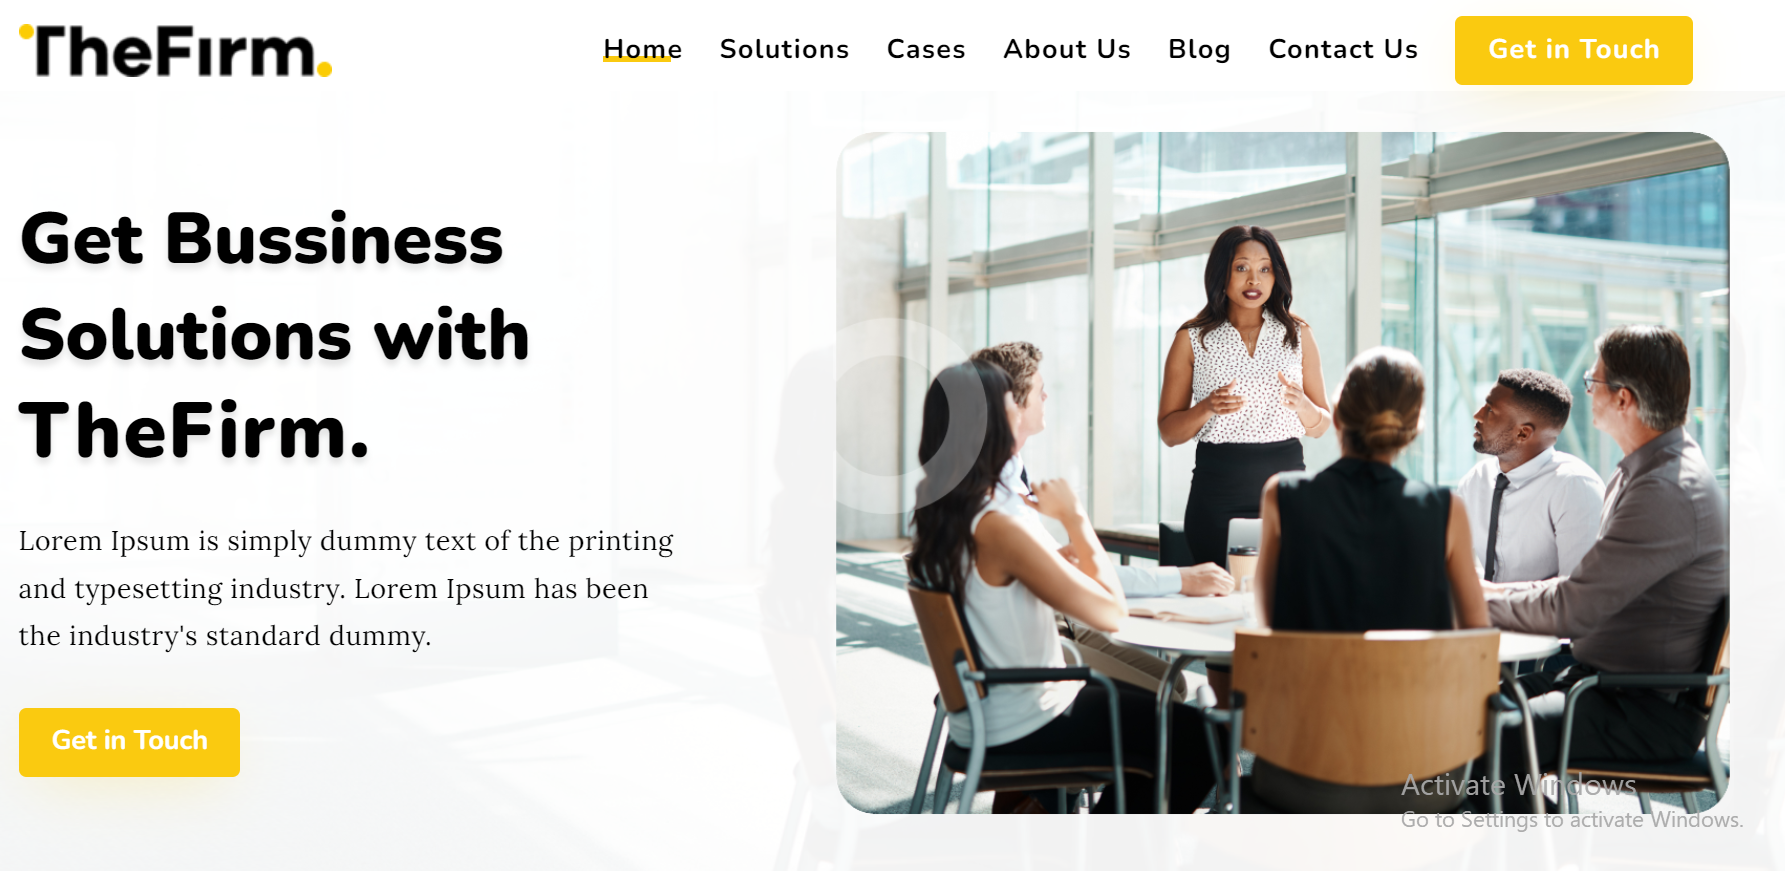 TheFirm.
Home Solutions Cases About Us Blog Contact Us Get in Touch
Get Bussiness
Solutions with
TheFirm.
Lorem Ipsum is simply dummy text of the printing
and typesetting industry. Lorem Ipsum has been
the industry's standard dummy.
Get in Touch
Activate Windows
Go to Settings to activate Windows.